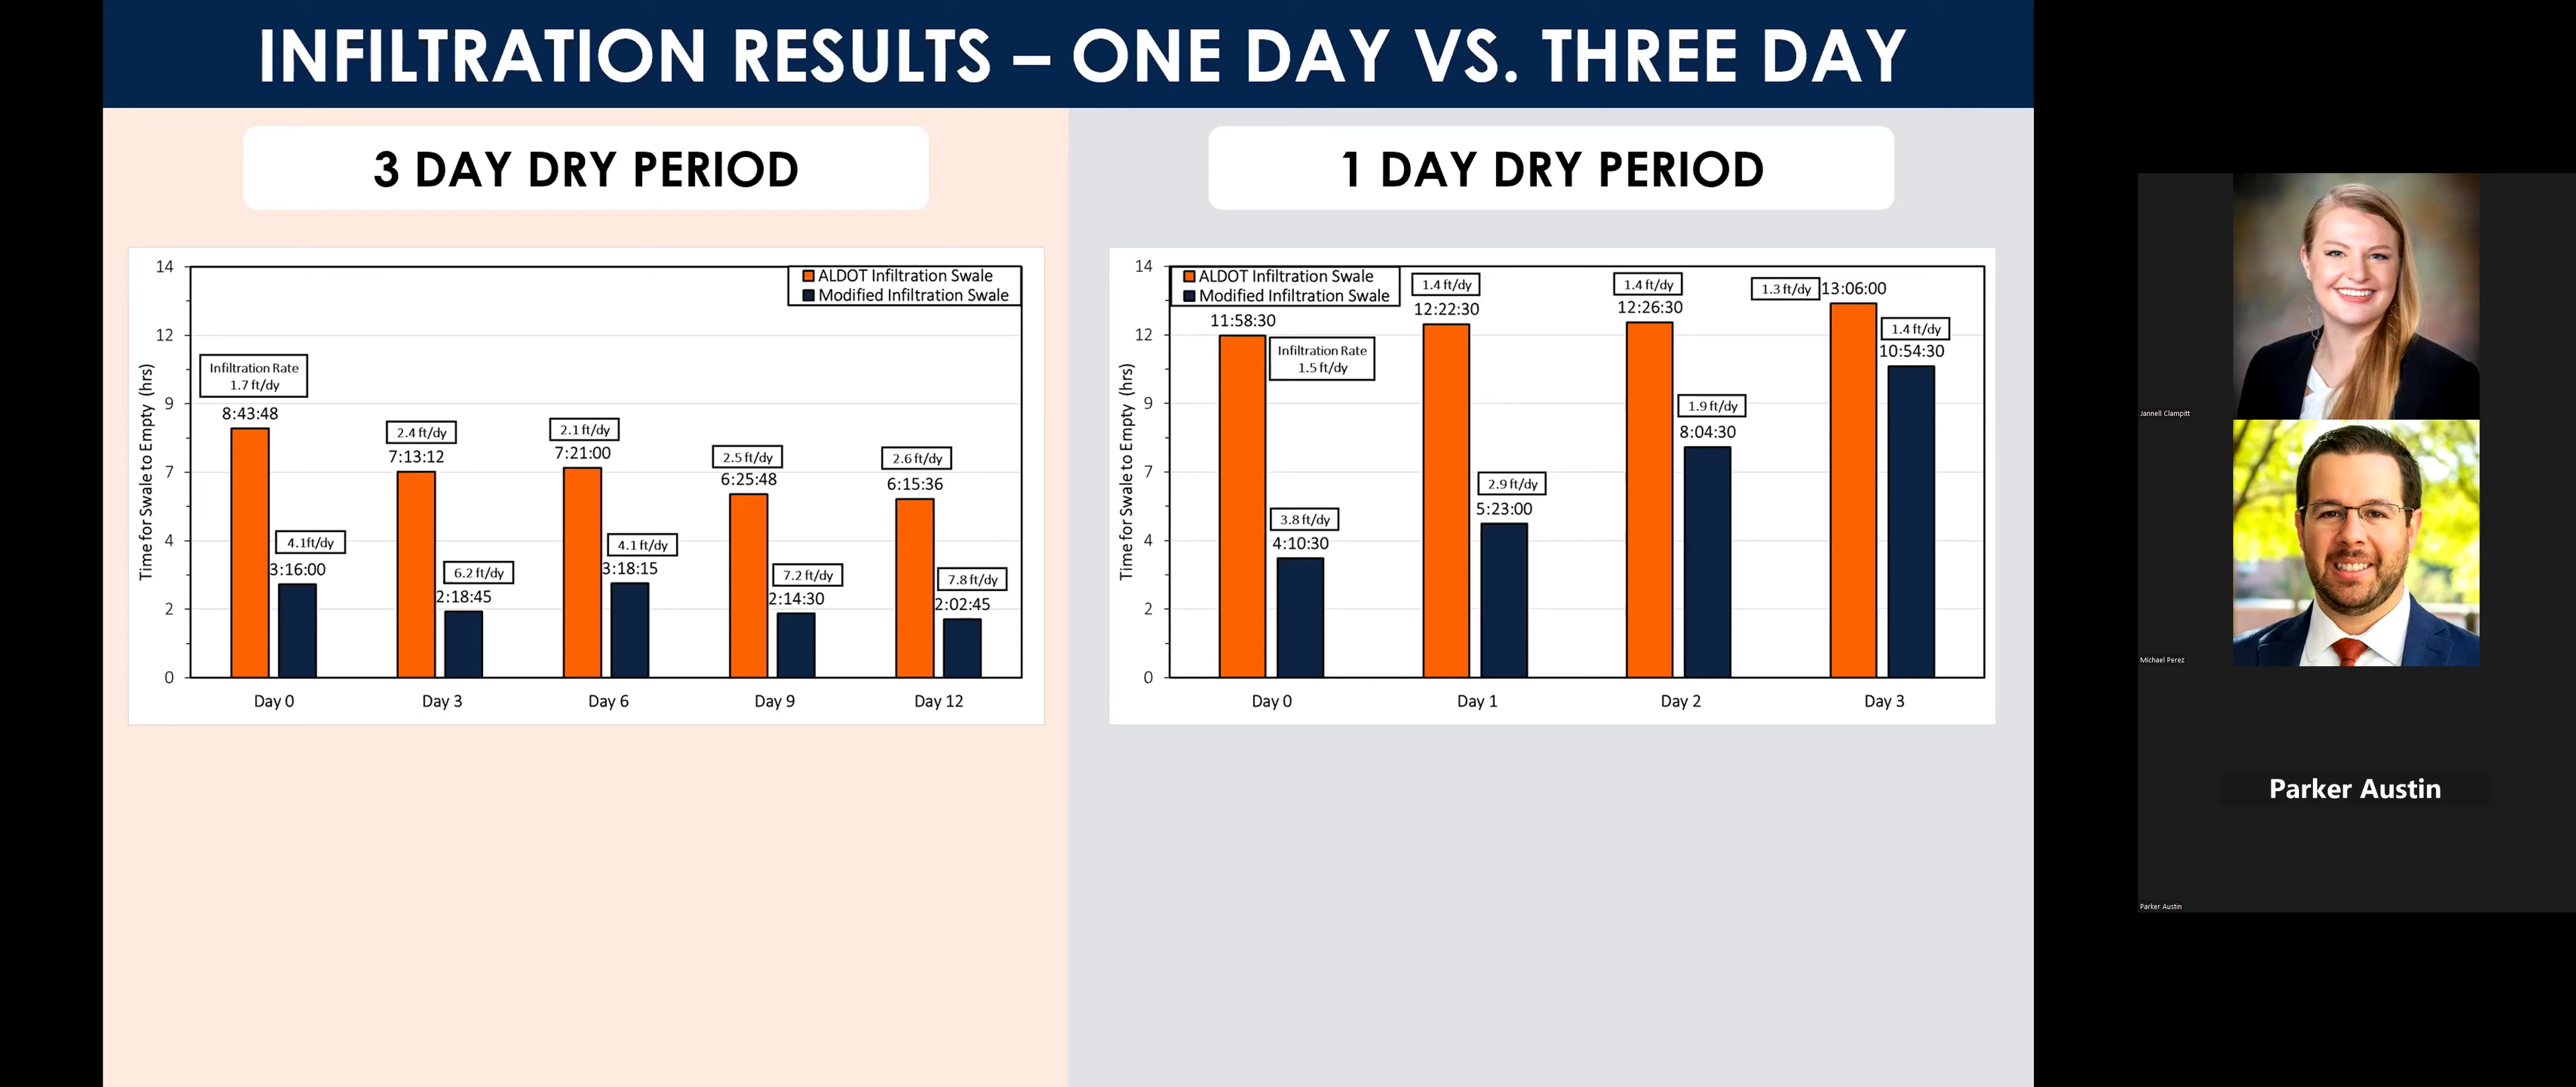 INFILTRATION RESULTS – ONE DAY VS. THREE DAY
3 DAY DRY PERIOD
14
12
9
7
4
2
0
Time for Swale to Empty (hrs)
ALDOT Infiltration Swale
Modified Infiltration Swale
Infiltration Rate
1.7 ft/dy
8:43:48
4.1ft/dy
3:16:00
2.4 ft/dy
7:13:12
6.2 ft/dy
2:18:45
2.1 ft/dy
7:21:00
4.1 ft/dy
3:18:15
2.5 ft/dy
6:25:48
7.2 ft/dy
2:14:30
2.6 ft/dy
6:15:36
7.8 ft/dy
2:02:45
Day 0
Day 3
Day 6
Day 9
Day 12
1 DAY DRY PERIOD
14
12
9
7
4
2
0
Time for Swale to Empty (hrs)
ALDOT Infiltration Swale
Modified Infiltration Swale
11:58:30
Infiltration Rate
1.5 ft/dy
3.8 ft/dy
4:10:30
1.4 ft/dy
12:22:30
2.9 ft/dy
5:23:00
1.4 ft/dy
12:26:30
1.9 ft/dy
8:04:30
1.3 ft/dy
13:06:00
1.4 ft/dy
10:54:30
Day 0
Day 1
Day 2
Day 3
Jannell Clampitt
Michael Perez
Parker Austin
Parker Austin